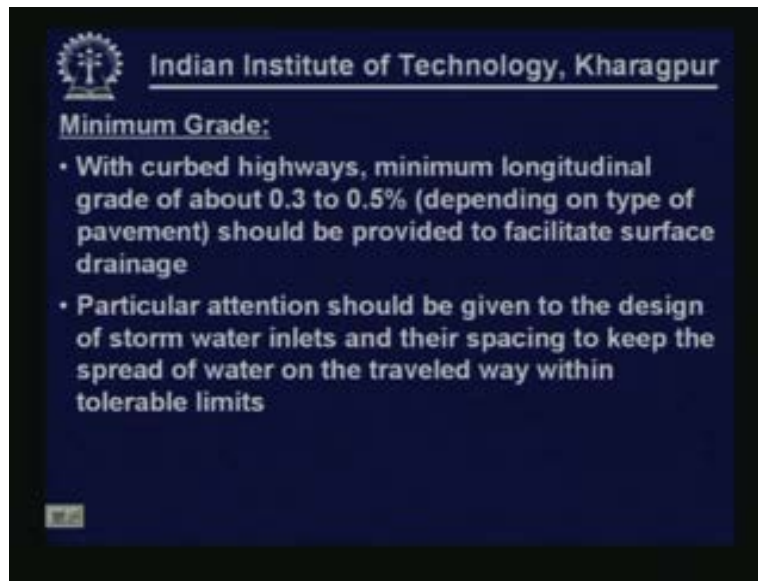 Indian Institute of Technology, Kharagpur
Minimum Grade:
• With curbed highways, minimum longitudinal
grade of about 0.3 to 0.5% (depending on type of
pavement) should be provided to facilitate surface
drainage
• Particular attention should be given to the design
of storm water inlets and their spacing to keep the
spread of water on the traveled way within
tolerable limits